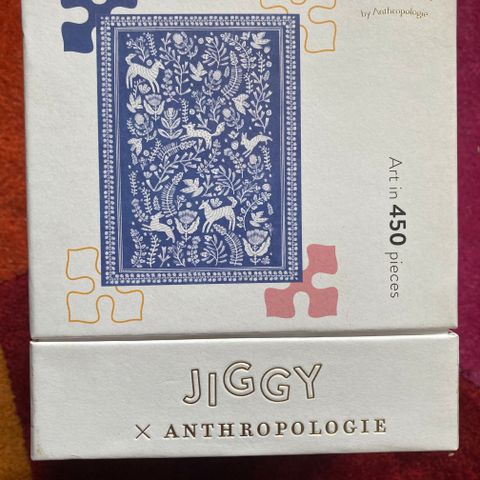 by Anthropologie
Art in 450 pieces
JIGGY
× ANTHROPOLOGIE